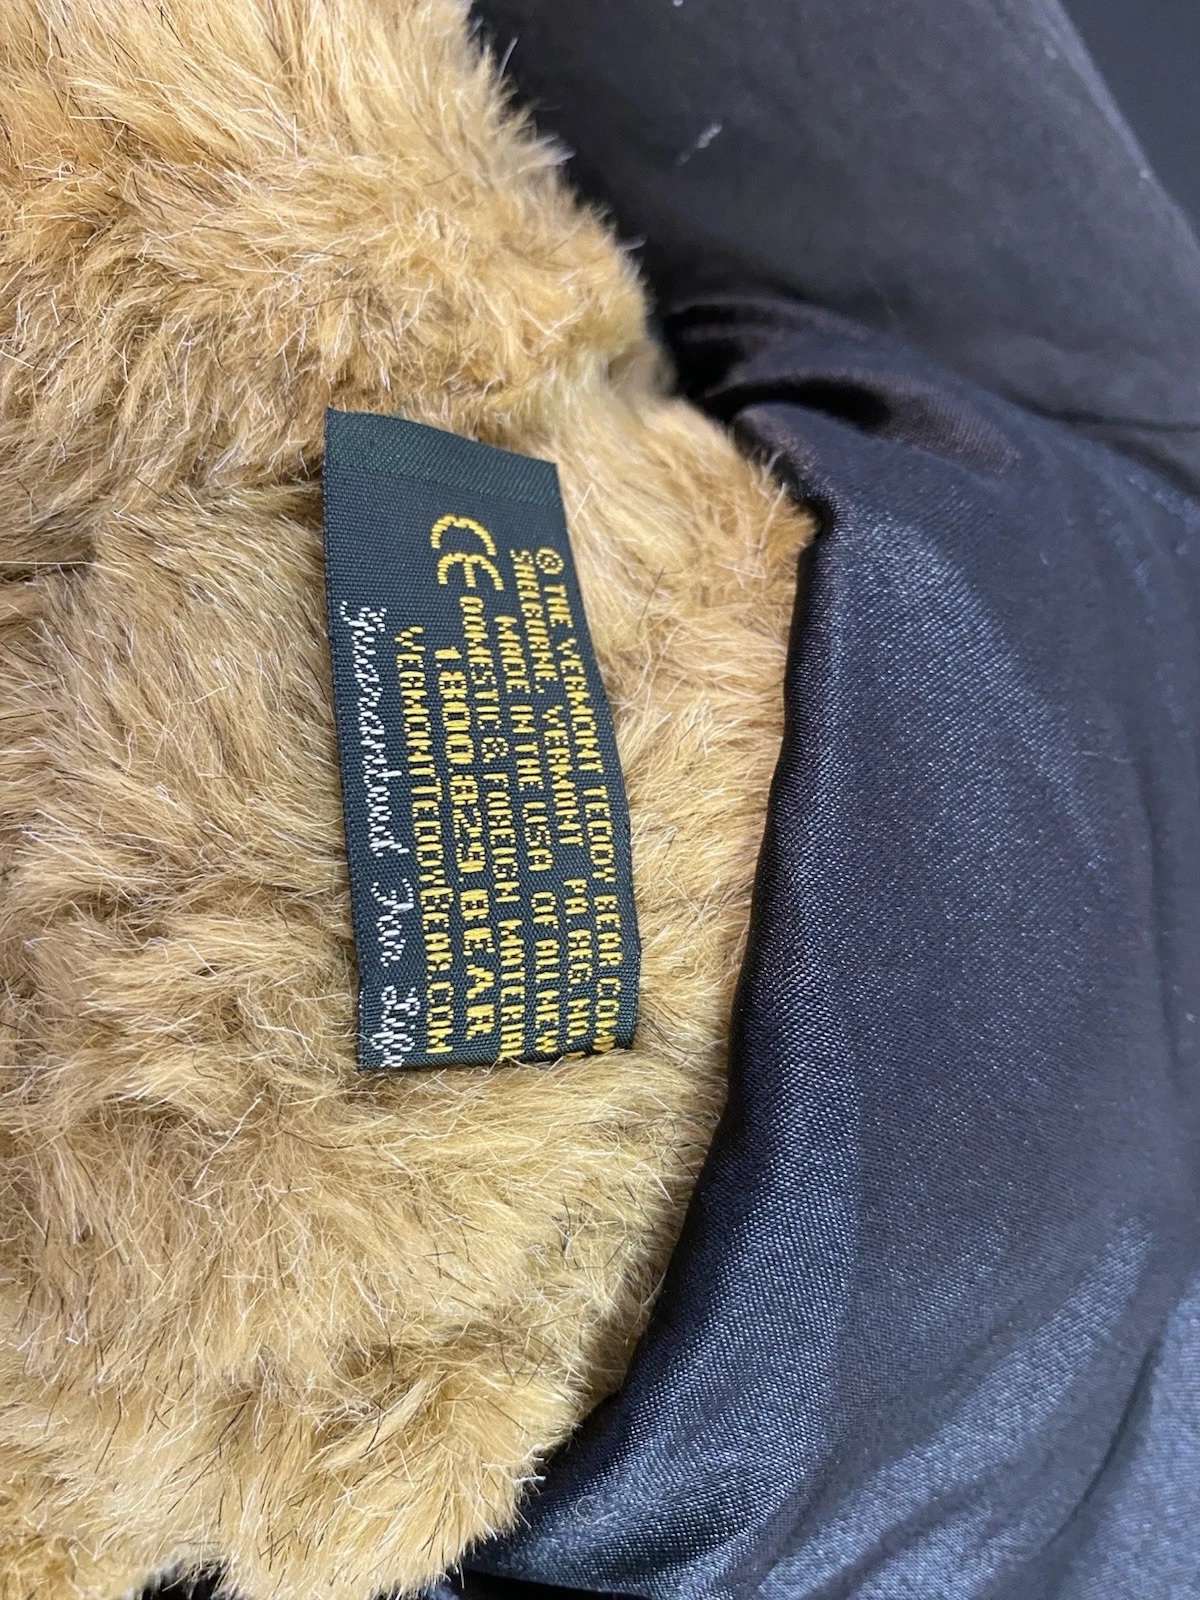 © THE VERMONT TEDDY BEAR COM
SHELBURNE, VERMONT PA. REG NO.
MADE IN THE USA OF ALL NEW
CE DOMESTIC & FOREIGN MATERIAL
1.800.829.BEAR
VERMONTTEDDYBEAR.COM
Guaranteed For Life